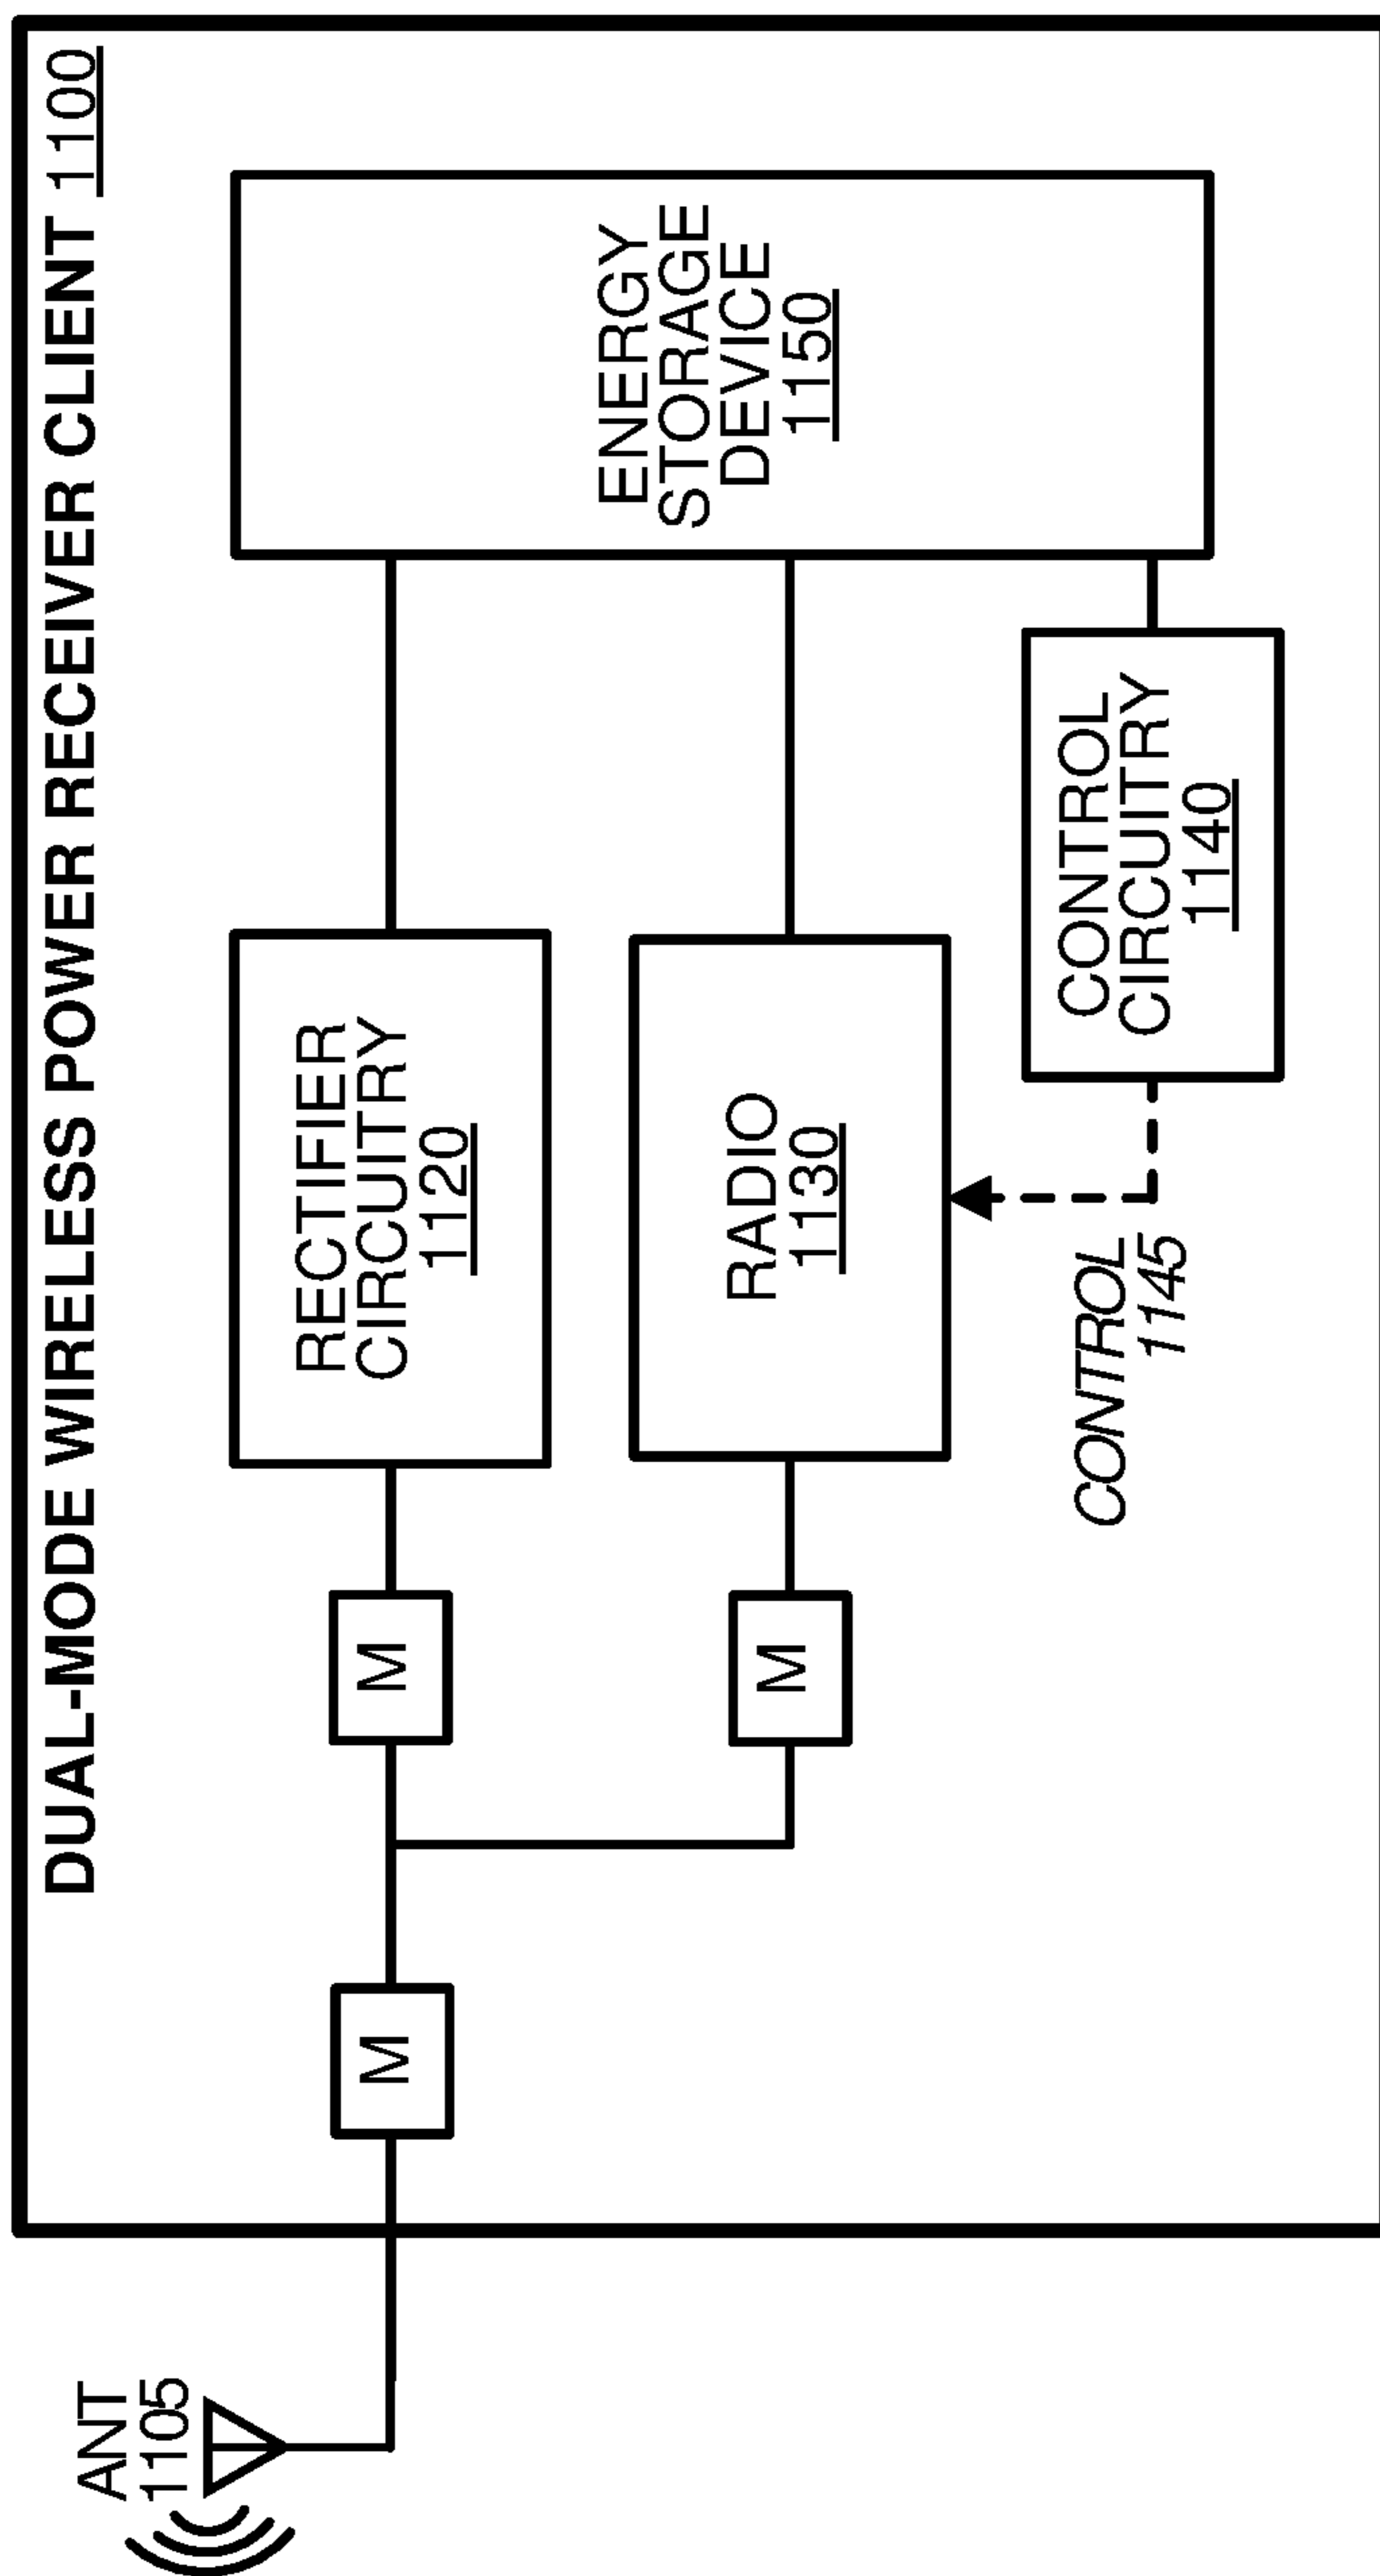 DUAL-MODE WIRELESS POWER RECEIVER CLIENT 1100
ANT
1105
M
M
M
RECTIFIER
CIRCUITRY
1120
RADIO
1130
CONTROL
1145
CONTROL
CIRCUITRY
1140
ENERGY
STORAGE
DEVICE
1150